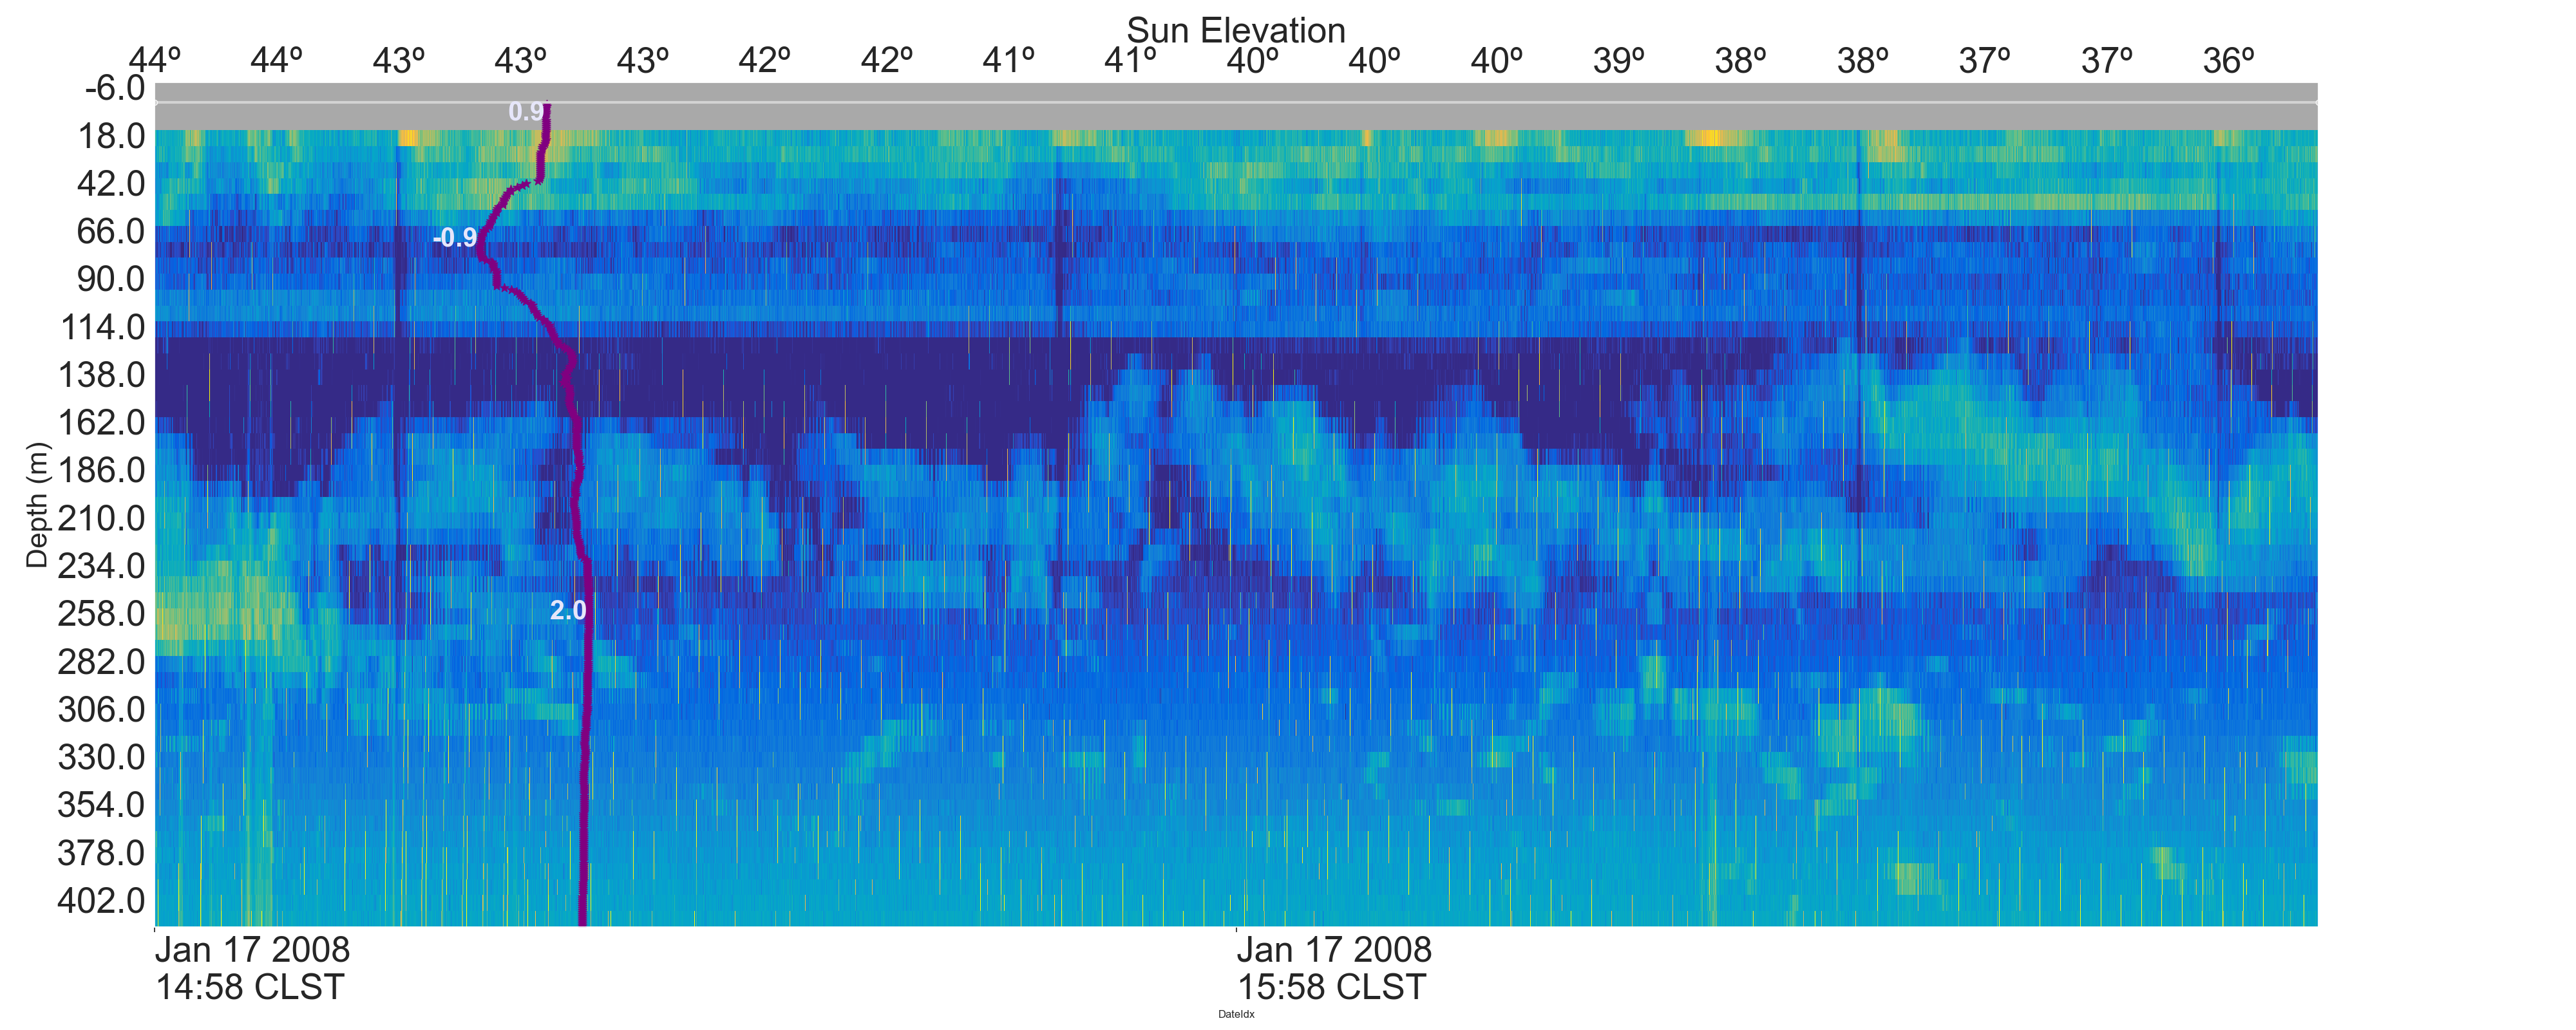 Sun Elevation
44º 44º 43º 43º 43º 42º 42º 41º 41º 40º 40º 40º 39º 38º 38º 37º 37º 36º
-6.0
0.9
18.0
42.0
66.0
-0.9
90.0
114.0
138.0
162.0
186.0
210.0
234.0
258.0
2.0
282.0
306.0
330.0
354.0
378.0
402.0
Depth (m)
Jan 17 2008
14:58 CLST
Jan 17 2008
15:58 CLST
DateIdx